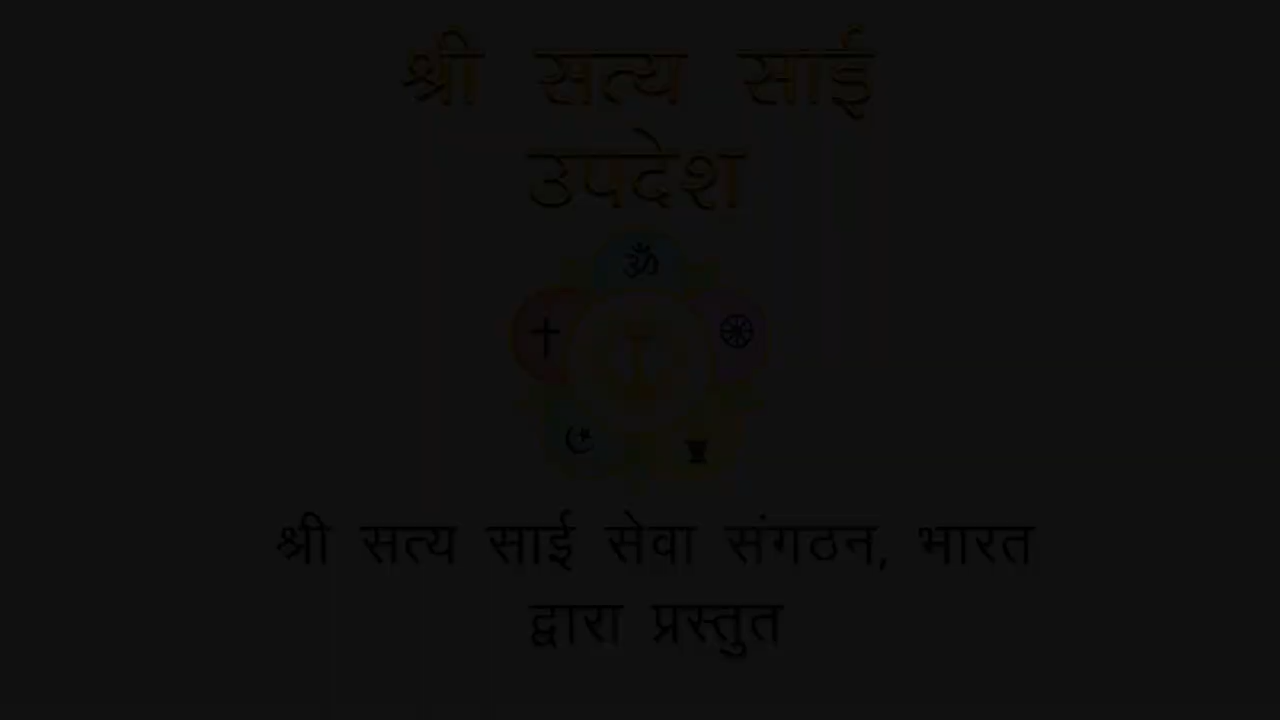 श्री सत्य साई
उपदेश
ॐ
श्री सत्य साई सेवा संगठन, भारत
द्वारा प्रस्तुत